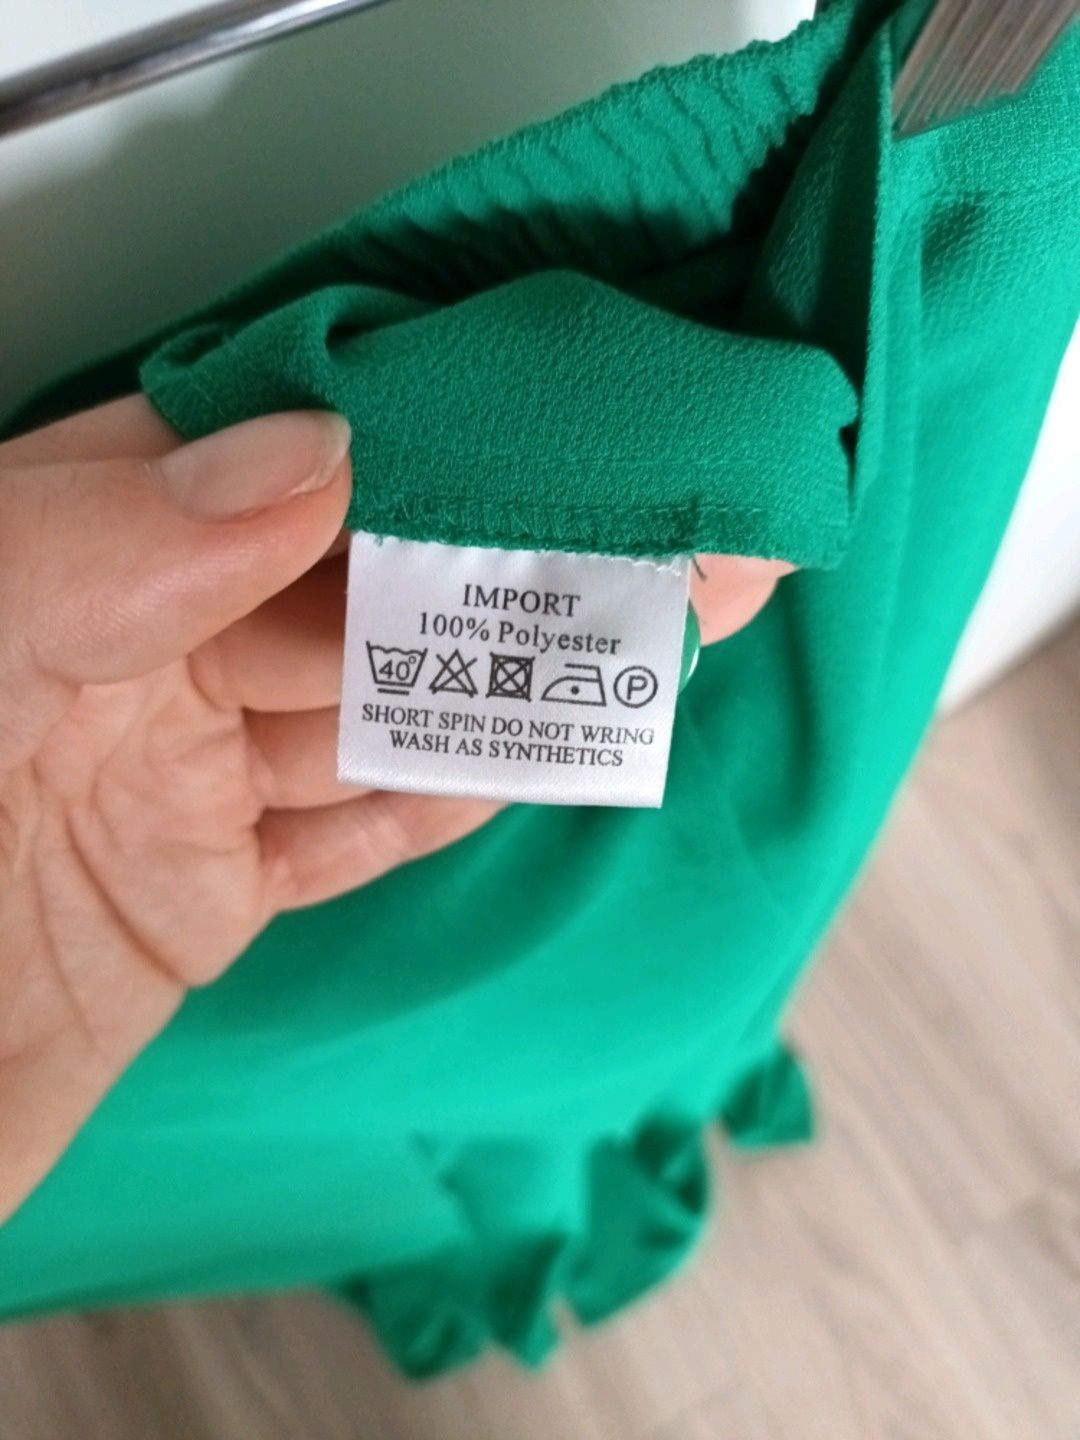 IMPORT
100% Polyester
40° P
SHORT SPIN DO NOT WRING
WASH AS SYNTHETICS